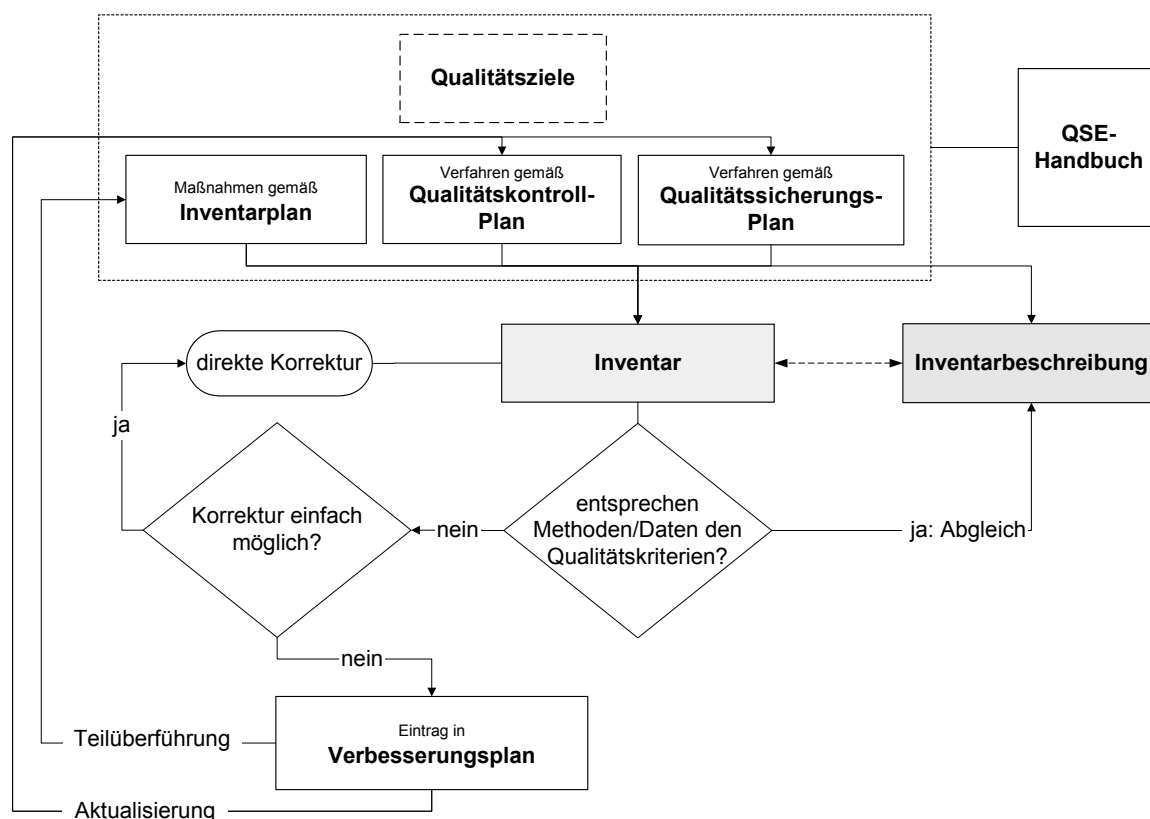 Qualitätsziele
QSE-
Handbuch
Maßnahmen gemäß
Inventarplan
Verfahren gemäß
Qualitätskontroll-
Plan
Verfahren gemäß
Qualitätssicherungs-
Plan
direkte Korrektur
Inventar
Inventarbeschreibung
ja
Korrektur einfach
möglich?
nein
entsprechen
Methoden/Daten den
Qualitätskriterien?
ja: Abgleich
nein
Teilüberführung
Eintrag in
Verbesserungsplan
Aktualisierung